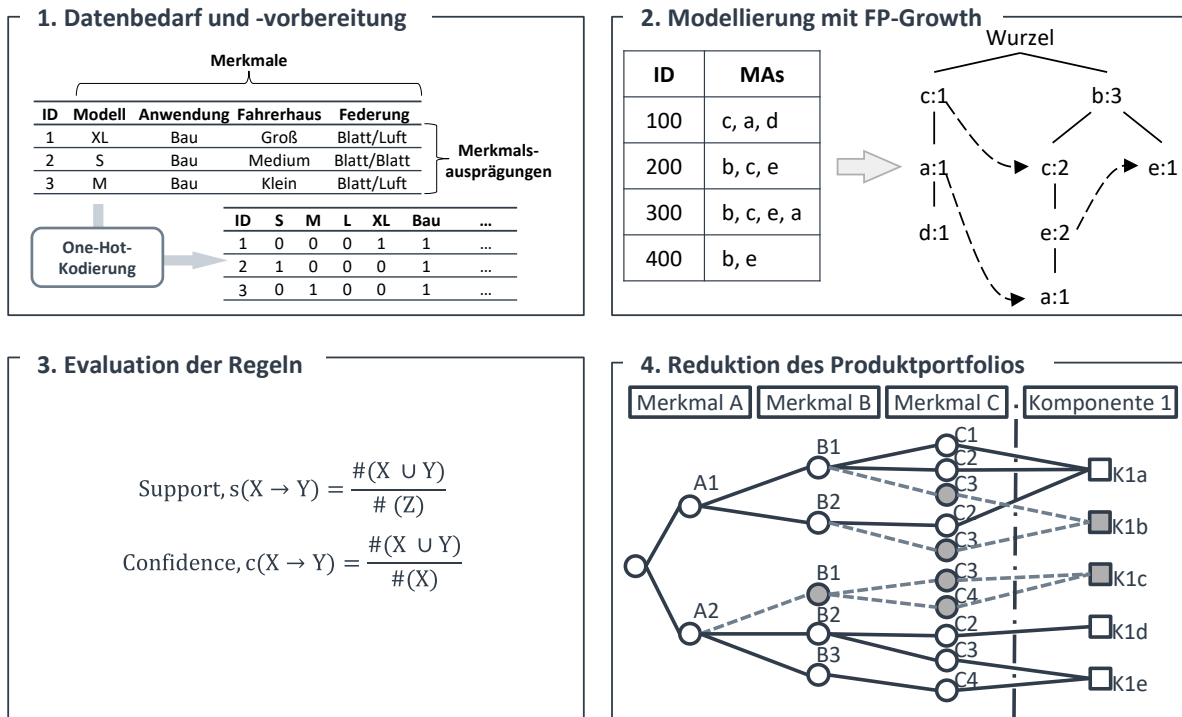 1. Datenbedarf und -vorbereitung
Merkmale
ID Modell Anwendung Fahrerhaus Federung
1 XL Bau Groß Blatt/Luft
2 S Bau Medium Blatt/Blatt
3 M Bau Klein Blatt/Luft
Merkmals-
ausprägungen
One-Hot-
Kodierung
ID S M L XL Bau ...
1 0 0 0 1 1 ...
2 1 0 0 0 1 ...
3 0 1 0 0 1 ...
2. Modellierung mit FP-Growth
ID MAs
100 c, a, d
200 b, c, e
300 b, c, e, a
400 b, e
Wurzel
c:1 b:3
a:1 c:2 e:1
d:1 e:2
a:1
3. Evaluation der Regeln
Support, s(X → Y) = #(X ∪ Y) / # (Z)
Confidence, c(X → Y) = #(X ∪ Y) / #(X)
4. Reduktion des Produktportfolios
Merkmal A Merkmal B Merkmal C Komponente 1
C1
B1
C2
K1a
A1
C3
B2
C2
K1b
C3
B1
C3
K1c
C4
A2
B2
C2
K1d
B3
C3
C4
K1e